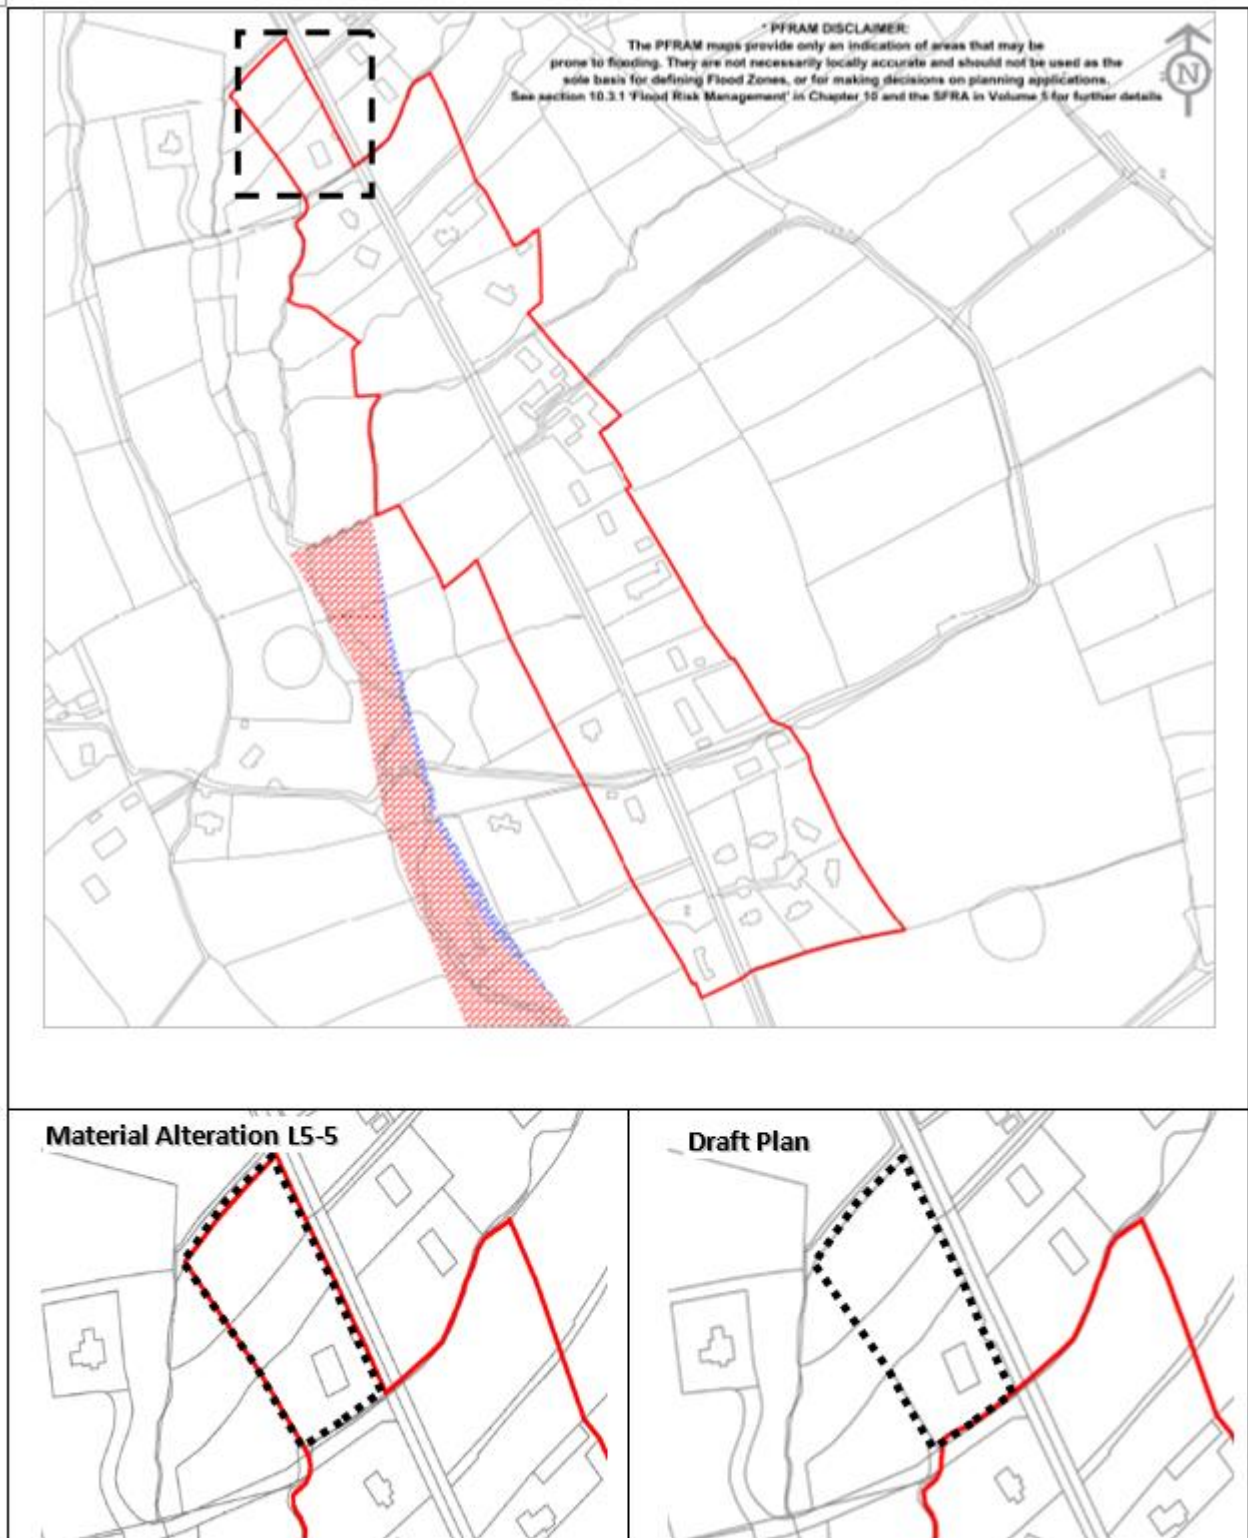 * PFRAM DISCLAIMER:
The PFRAM maps provide only an indication of areas that may be
prone to flooding. They are not necessarily locally accurate and should not be used as the
sole basis for defining Flood Zones, or for making decisions on planning applications.
See section 10.3.1 'Flood Risk Management' in Chapter 10 and the SFRA in Volume 5 for further details
N
Material Alteration L5-5
Draft Plan